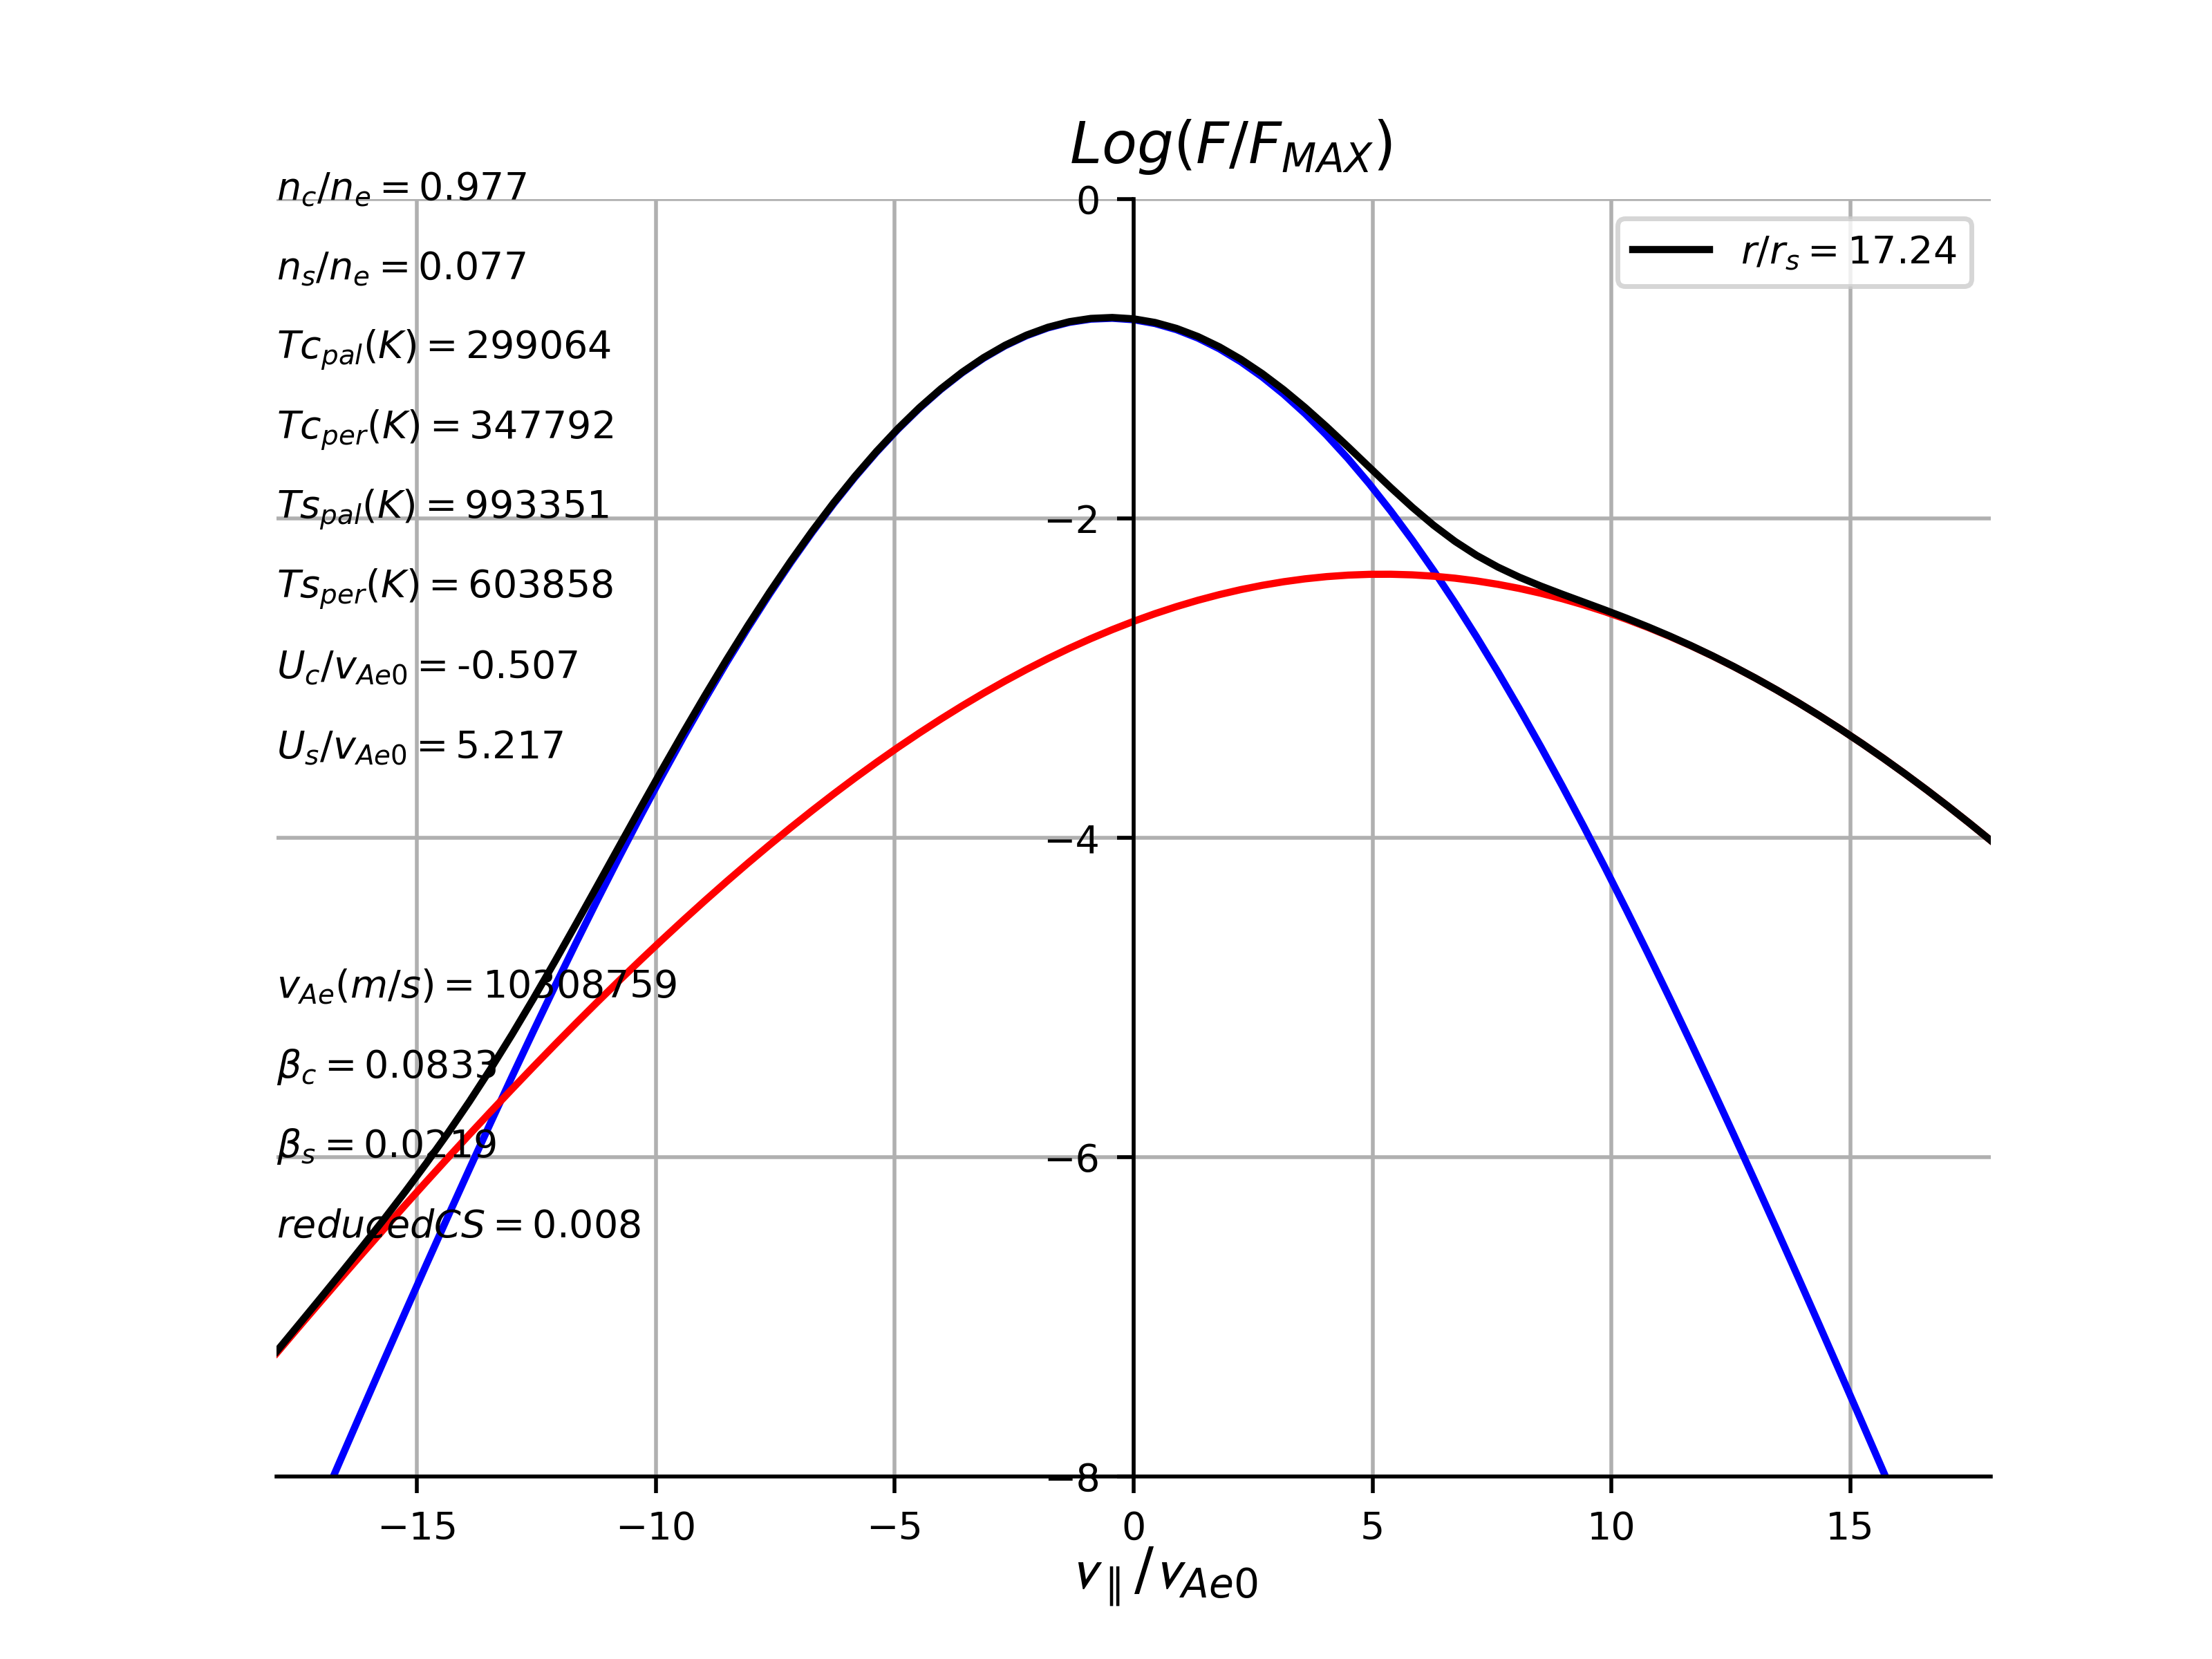 Log(F/F_MAX)
n_c/n_e = 0.977
n_s/n_e = 0.077
Tc_pal(K) = 299064
Tc_per(K) = 347792
Ts_pal(K) = 993351
Ts_per(K) = 603858
U_c/v_Ae0 = -0.507
U_s/v_Ae0 = 5.217
v_Ae(m/s) = 10308759
β_c = 0.0833
β_s = 0.0219
reducedCS = 0.008
r/r_s = 17.24
0
−2
−4
−6
−8
−15 −10 −5 0 5 10 15
v_∥/v_Ae0